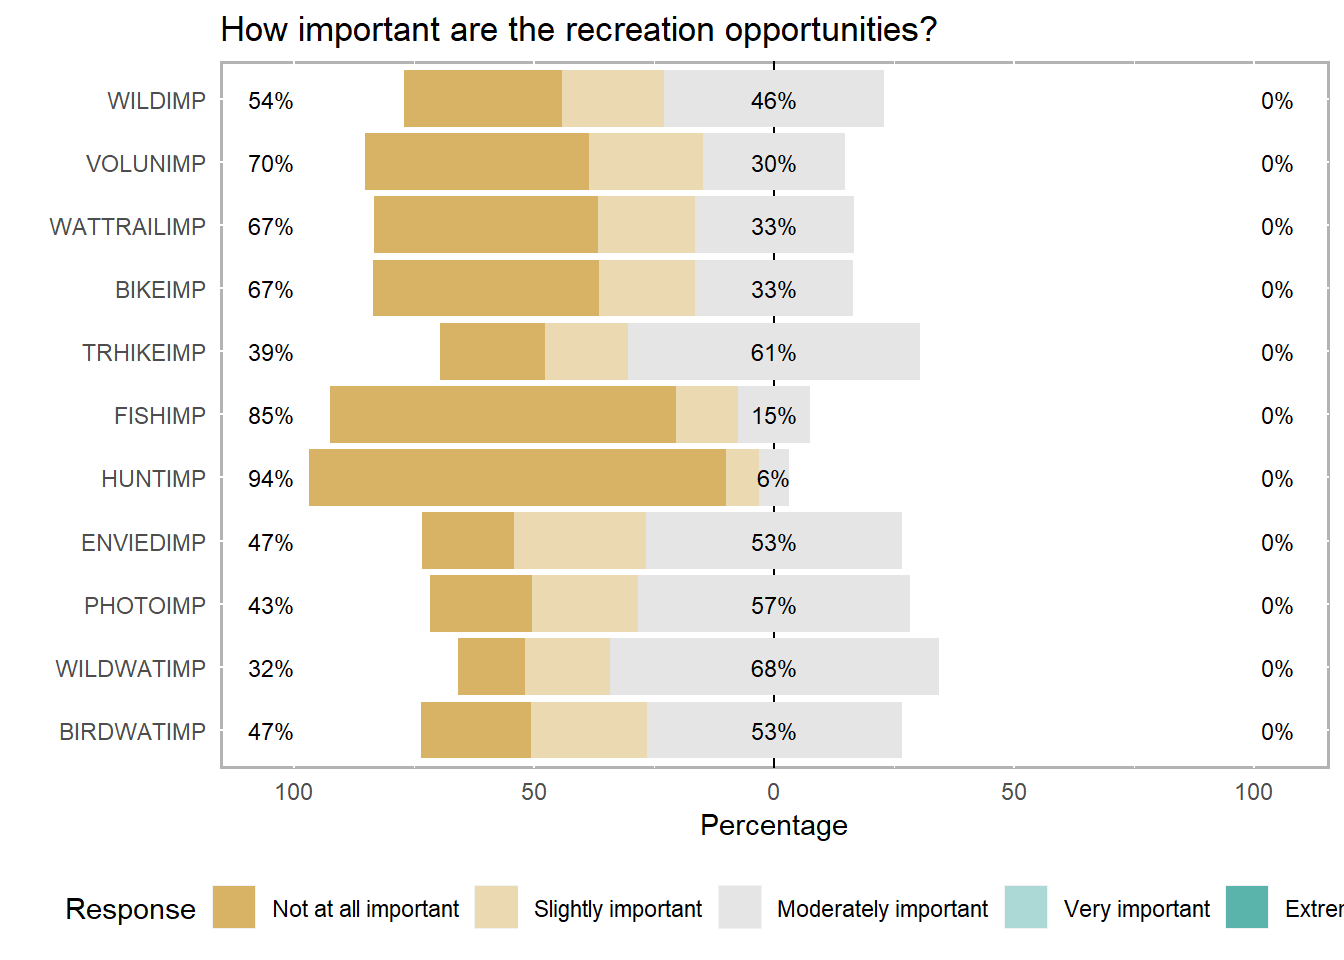 How important are the recreation opportunities?
WILDIMP 54% 46% 0%
VOLUNIMP 70% 30% 0%
WATTRAILIMP 67% 33% 0%
BIKEIMP 67% 33% 0%
TRHIKEIMP 39% 61% 0%
FISHIMP 85% 15% 0%
HUNTIMP 94% 6% 0%
ENVIEDIMP 47% 53% 0%
PHOTOIMP 43% 57% 0%
WILDWATIMP 32% 68% 0%
BIRDWATIMP 47% 53% 0%
100 50 0 50 100
Percentage
Response Not at all important Slightly important Moderately important Very important